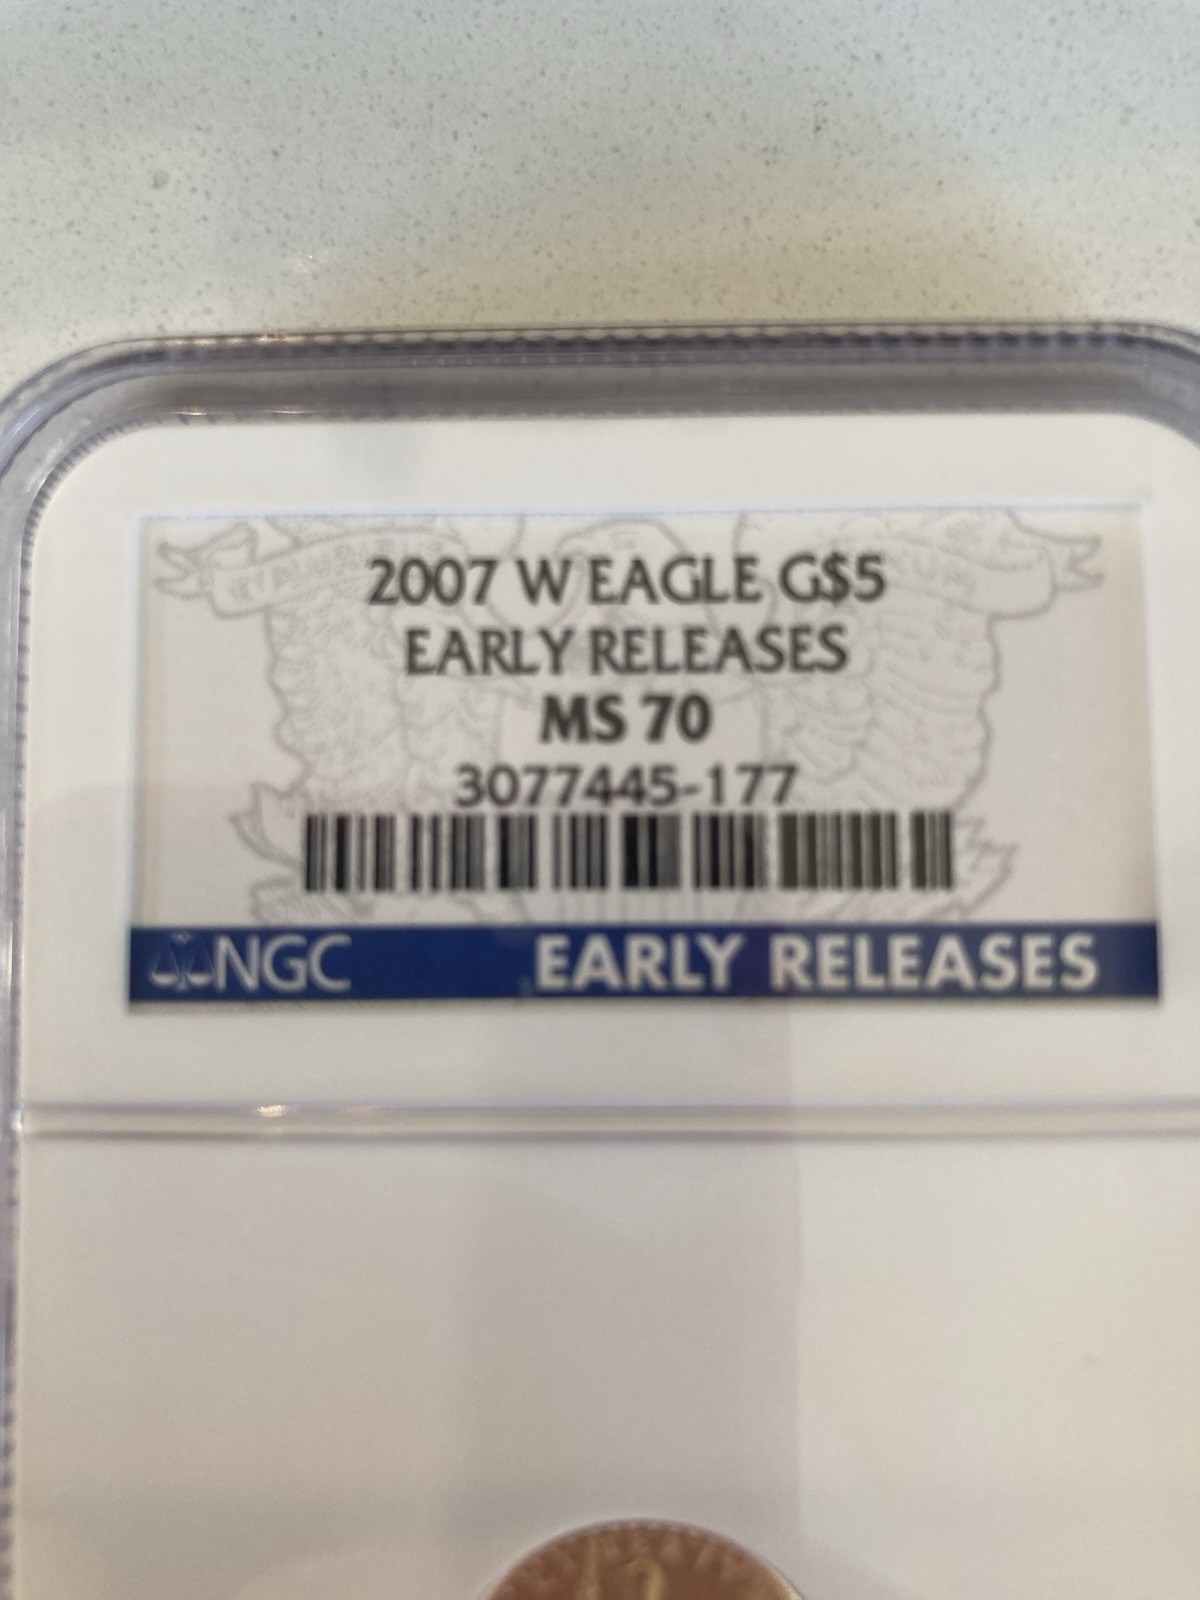 2007 W EAGLE G$5
EARLY RELEASES
MS 70
3077445-177
NGC EARLY RELEASES